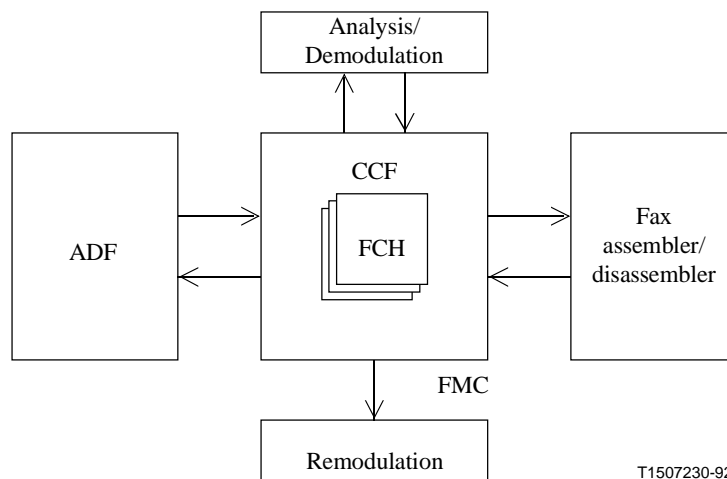 Analysis/
Demodulation
CCF
FCH
ADF
Fax
assembler/
disassembler
FMC
Remodulation
T1507230-92